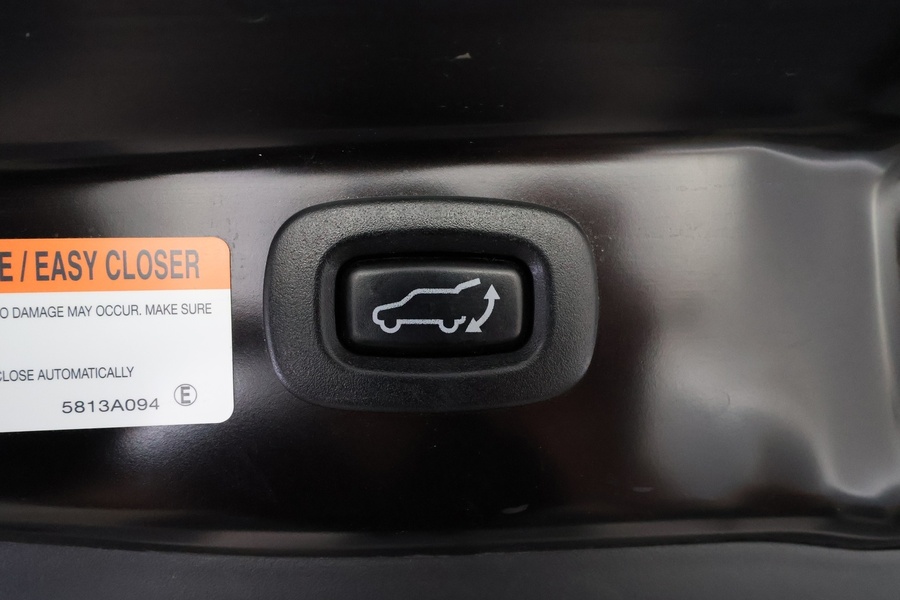 E / EASY CLOSER
O DAMAGE MAY OCCUR. MAKE SURE
CLOSE AUTOMATICALLY
5813A094 E